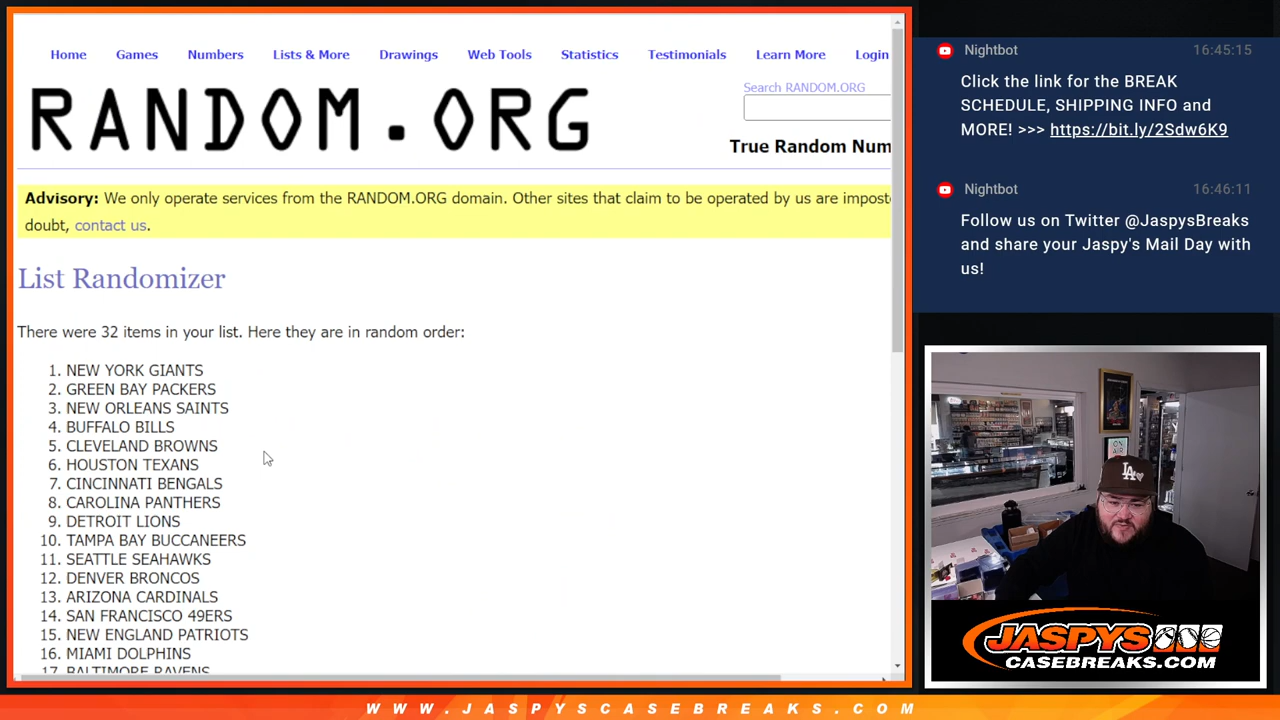 Home Games Numbers Lists & More Drawings Web Tools Statistics Testimonials Learn More Login
RANDOM.ORG
Search RANDOM.ORG
True Random Num
Advisory: We only operate services from the RANDOM.ORG domain. Other sites that claim to be operated by us are impost
doubt, contact us.
List Randomizer
There were 32 items in your list. Here they are in random order:
1. NEW YORK GIANTS
2. GREEN BAY PACKERS
3. NEW ORLEANS SAINTS
4. BUFFALO BILLS
5. CLEVELAND BROWNS
6. HOUSTON TEXANS
7. CINCINNATI BENGALS
8. CAROLINA PANTHERS
9. DETROIT LIONS
10. TAMPA BAY BUCCANEERS
11. SEATTLE SEAHAWKS
12. DENVER BRONCOS
13. ARIZONA CARDINALS
14. SAN FRANCISCO 49ERS
15. NEW ENGLAND PATRIOTS
16. MIAMI DOLPHINS
17. BALTIMORE RAVENS
Nightbot 16:45:15
Click the link for the BREAK
SCHEDULE, SHIPPING INFO and
MORE! >>> https://bit.ly/2Sdw6K9
Nightbot 16:46:11
Follow us on Twitter @JaspysBreaks
and share your Jaspy's Mail Day with
us!
ON
AIR
LA
JASPYS
CASEBREAKS.COM
WWW.JASPYSCASEBREAKS.COM